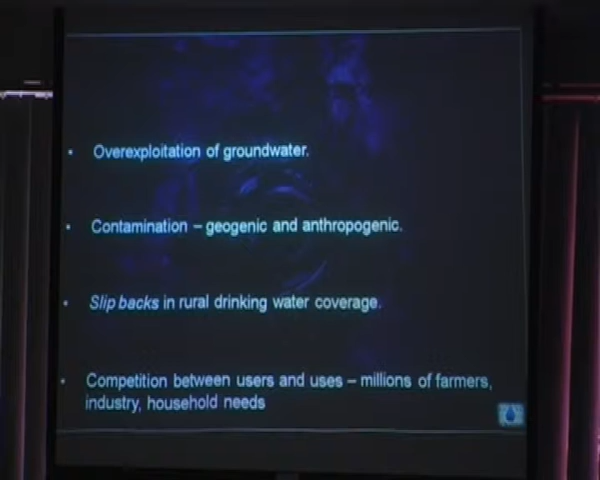 • Overexploitation of groundwater.
• Contamination – geogenic and anthropogenic.
• Slip backs in rural drinking water coverage.
• Competition between users and uses – millions of farmers,
industry, household needs